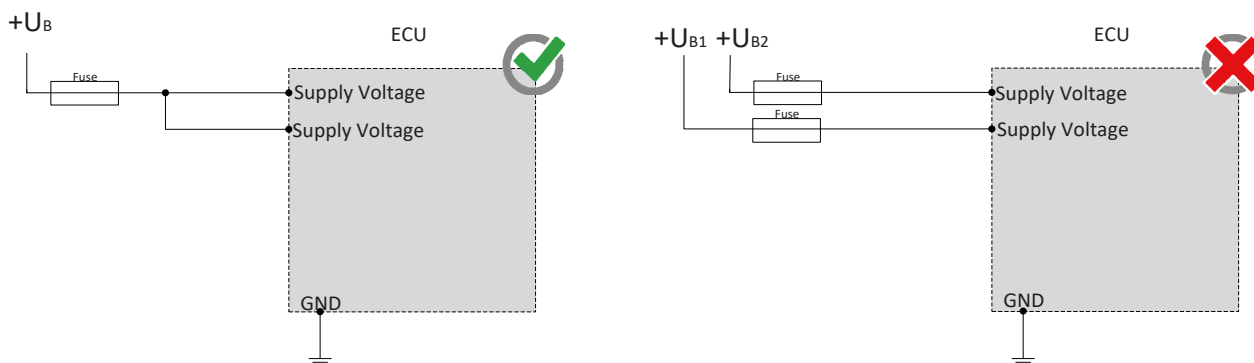 +UB
ECU
Fuse
Supply Voltage
Supply Voltage
GND
+UB1 +UB2
ECU
Fuse
Supply Voltage
Fuse
Supply Voltage
GND